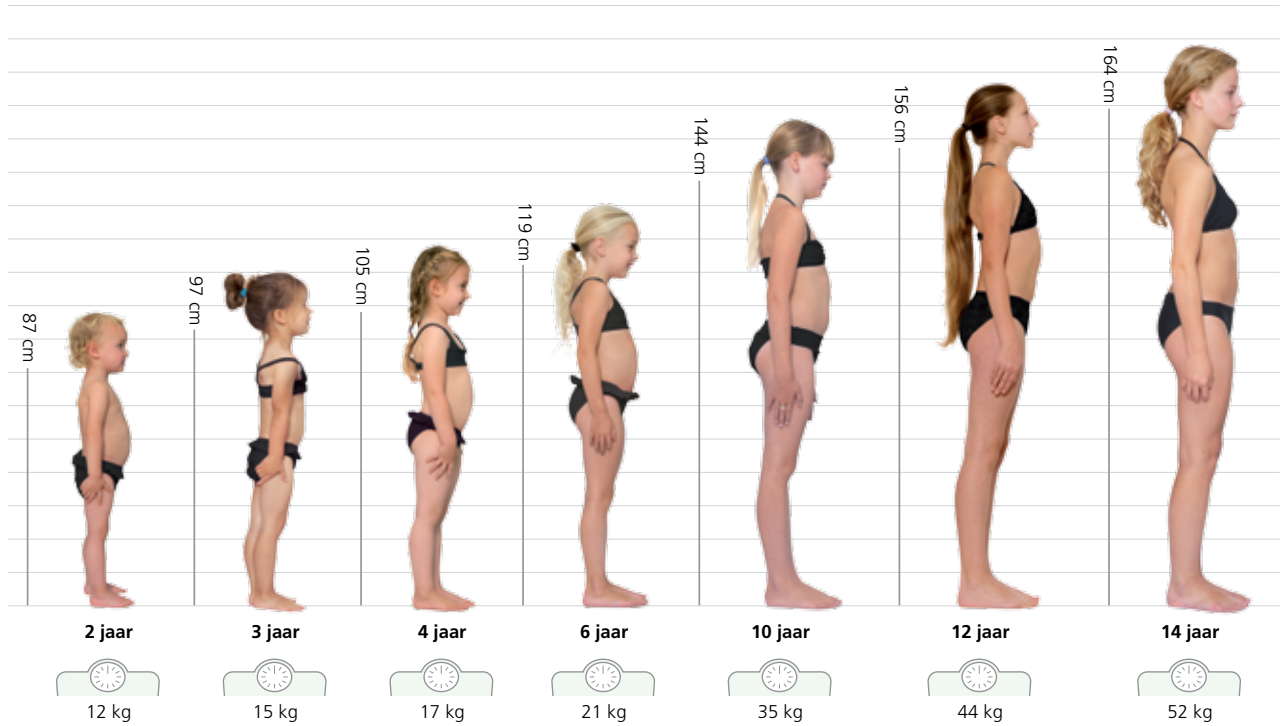 87 cm
97 cm
105 cm
119 cm
144 cm
156 cm
164 cm
2 jaar
3 jaar
4 jaar
6 jaar
10 jaar
12 jaar
14 jaar
12 kg
15 kg
17 kg
21 kg
35 kg
44 kg
52 kg